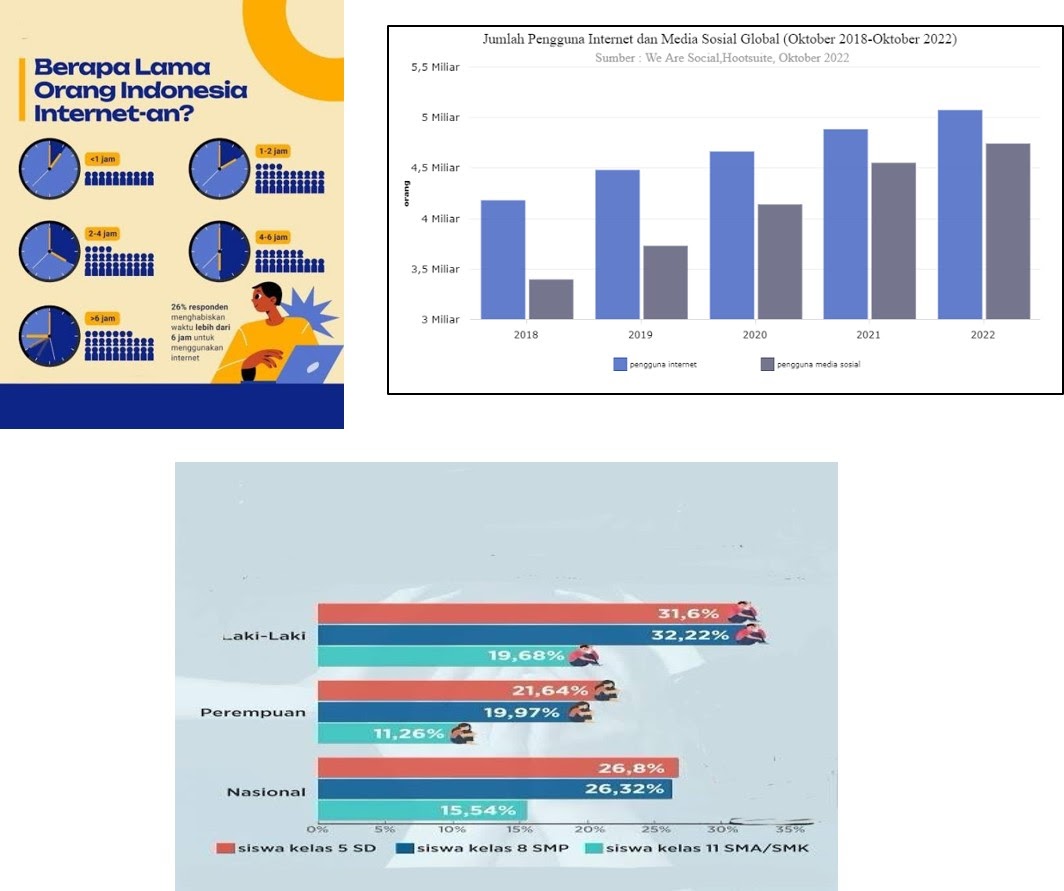 Berapa Lama
Orang Indonesia
Internet-an?
<1 jam
1-2 jam
2-4 jam
4-6 jam
>6 jam
26% responden
menghabiskan
waktu lebih dari
6 jam untuk
menggunakan
internet
Jumlah Pengguna Internet dan Media Sosial Global (Oktober 2018-Oktober 2022)
Sumber : We Are Social,Hootsuite, Oktober 2022
5,5 Miliar
5 Miliar
4,5 Miliar
4 Miliar
3,5 Miliar
3 Miliar
orang
2018 2019 2020 2021 2022
pengguna internet pengguna media sosial
Laki-Laki
31,6%
32,22%
19,68%
Perempuan
21,64%
19,97%
11,26%
Nasional
26,8%
26,32%
15,54%
0% 5% 10% 15% 20% 25% 30% 35%
siswa kelas 5 SD siswa kelas 8 SMP siswa kelas 11 SMA/SMK